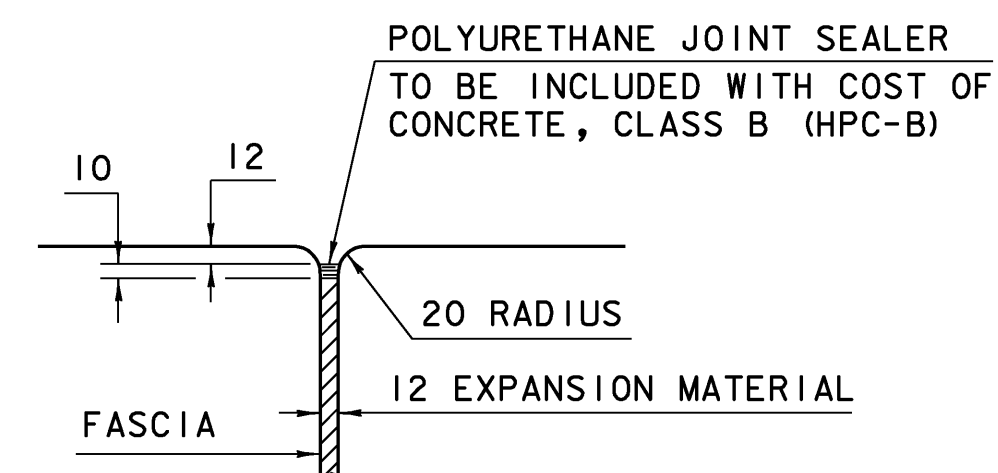 POLYURETHANE JOINT SEALER
TO BE INCLUDED WITH COST OF
CONCRETE, CLASS B (HPC-B)
10
12
20 RADIUS
12 EXPANSION MATERIAL
FASCIA